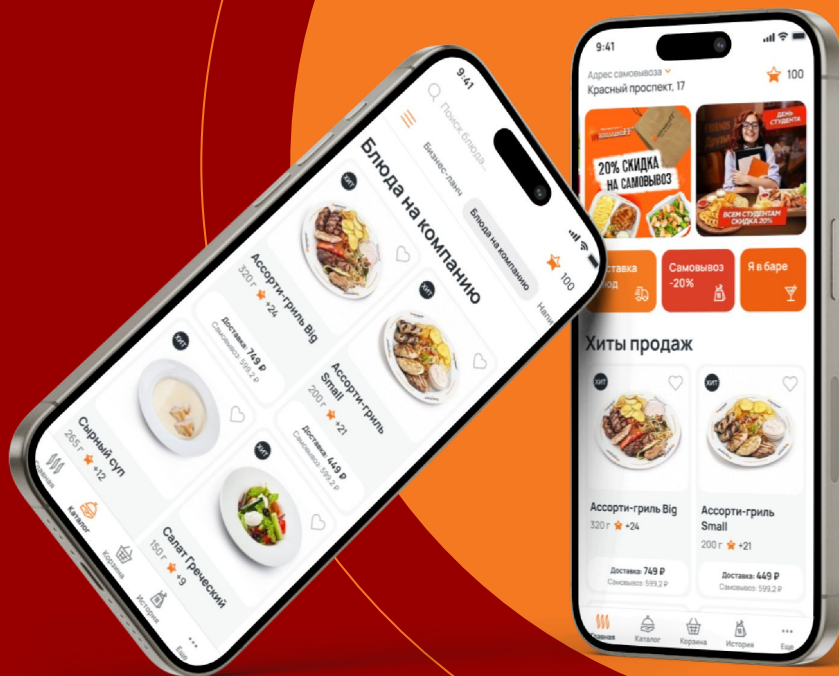 9:41
Поиск блюда...
100
Бизнес-ланч
Блюда на компанию
Напи
Блюда на компанию
ХИТ
Ассорти-гриль Big
320 г +24
Доставка: 749 ₽
Самовывоз: 599,2 ₽
ХИТ
Ассорти-гриль
Small
200 г +21
Доставка: 449 ₽
Самовывоз: 599,2 ₽
ХИТ
Сырный суп
265 г +12
ХИТ
Салат Греческий
150 г +9
Главная
Каталог
Корзина
История
Еще
9:41
Адрес самовывоза
Красный проспект, 17
100
20% СКИДКА
НА САМОВЫВОЗ
ДЕНЬ
СТУДЕНТА
ВСЕМ СТУДЕНТАМ
СКИДКА 20%
ставка
юд
Самовывоз
-20%
Я в баре
Хиты продаж
ХИТ
Ассорти-гриль Big
320 г +24
Доставка: 749 ₽
Самовывоз: 599,2 ₽
ХИТ
Ассорти-гриль
Small
200 г +21
Доставка: 449 ₽
Самовывоз: 599,2 ₽
Главная
Каталог
Корзина
История
Еще